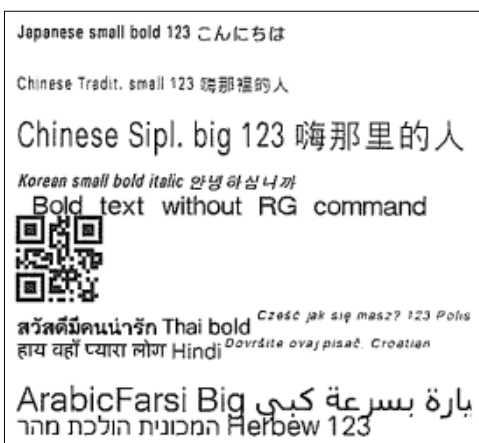 Japanese small bold 123 こんにちは
Chinese Tradit. small 123 嗨那裡的人
Chinese Sipl. big 123 嗨那里的人
Korean small bold italic 안녕하십니까
Bold text without RG command
สวัสดีมีคนน่ารัก Thai bold Cześć jak się masz? 123 Polis
हाय वहाँ प्यारा लोग Hindi Dovršite ovaj pisač. Croatian
ArabicFarsi Big يارة بسرعة كبي
המכונית הולכת מהר Herbew 123